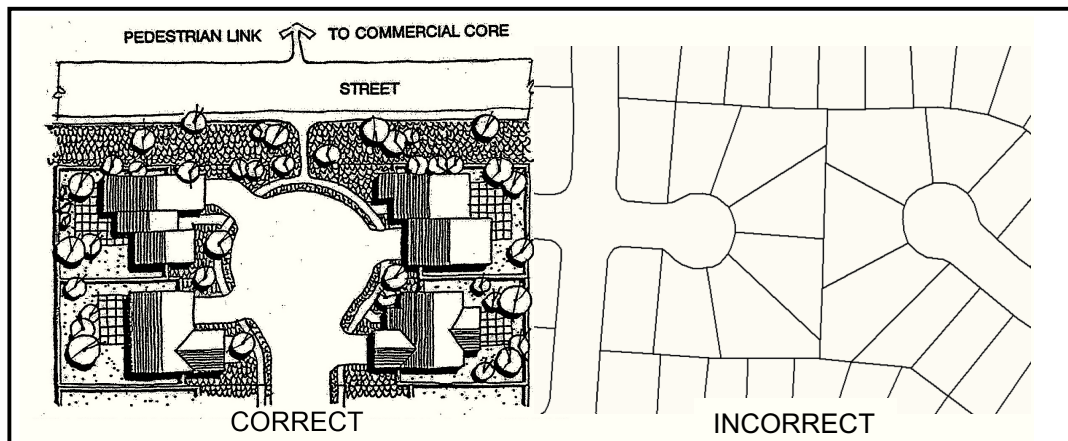 PEDESTRIAN LINK TO COMMERCIAL CORE
STREET
CORRECT
INCORRECT